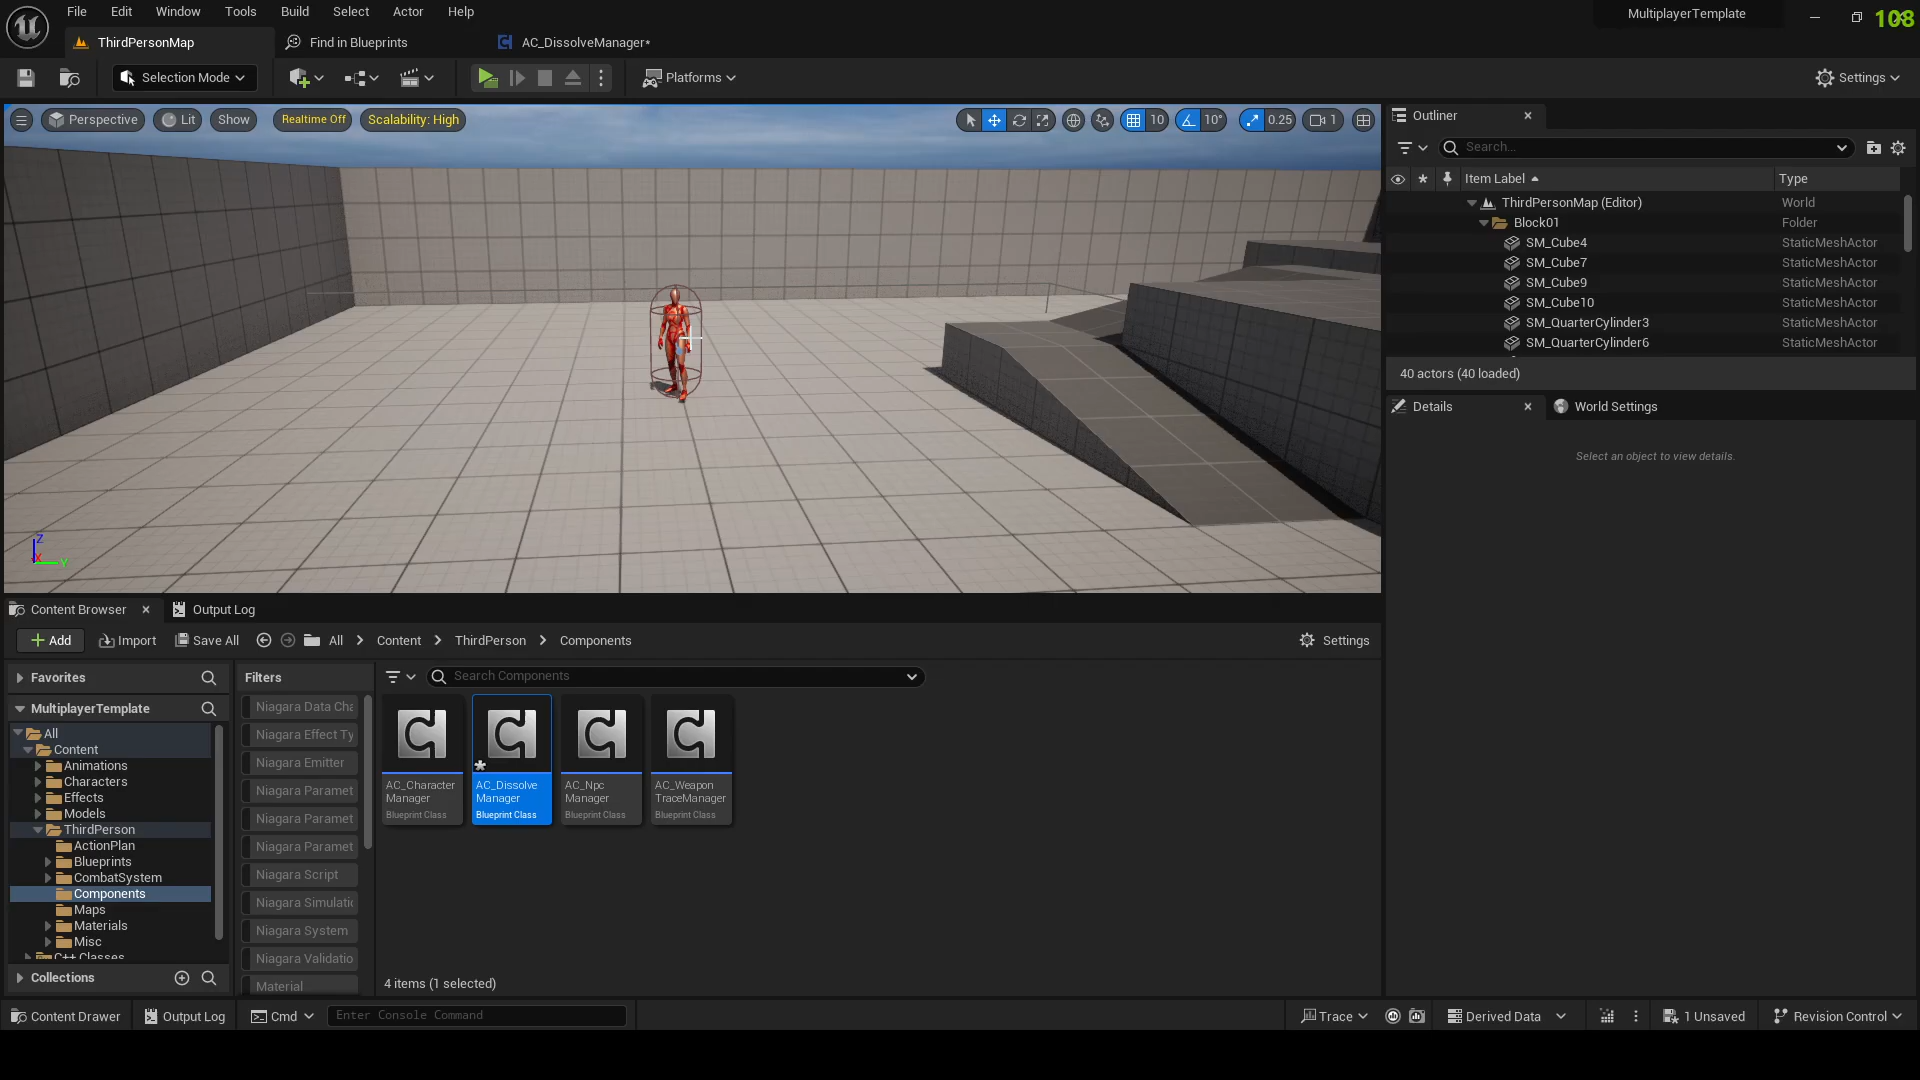 File Edit Window Tools Build Select Actor Help
MultiplayerTemplate
108
ThirdPersonMap
Find in Blueprints
AC_DissolveManager*
Selection Mode
Platforms
Settings
Perspective
Lit
Show
Realtime Off
Scalability: High
10
10°
0.25
1
Z
X
Y
Outliner
Search...
Item Label
Type
ThirdPersonMap (Editor) World
Block01 Folder
SM_Cube4 StaticMeshActor
SM_Cube7 StaticMeshActor
SM_Cube9 StaticMeshActor
SM_Cube10 StaticMeshActor
SM_QuarterCylinder3 StaticMeshActor
SM_QuarterCylinder6 StaticMeshActor
40 actors (40 loaded)
Details
World Settings
Select an object to view details.
Content Browser
Output Log
Add
Import
Save All
All
Content
ThirdPerson
Components
Settings
Favorites
MultiplayerTemplate
All
Content
Animations
Characters
Effects
Models
ThirdPerson
ActionPlan
Blueprints
CombatSystem
Components
Maps
Materials
Misc
C++ Classes
Collections
Filters
Niagara Data Cha
Niagara Effect Ty
Niagara Emitter
Niagara Paramet
Niagara Paramet
Niagara Paramet
Niagara Script
Niagara Simulatic
Niagara System
Niagara Validatio
Material
Search Components
AC_Character
Manager
Blueprint Class
AC_Dissolve
Manager
Blueprint Class
AC_Npc
Manager
Blueprint Class
AC_Weapon
TraceManager
Blueprint Class
4 items (1 selected)
Content Drawer
Output Log
Cmd
Enter Console Command
Trace
Derived Data
1 Unsaved
Revision Control